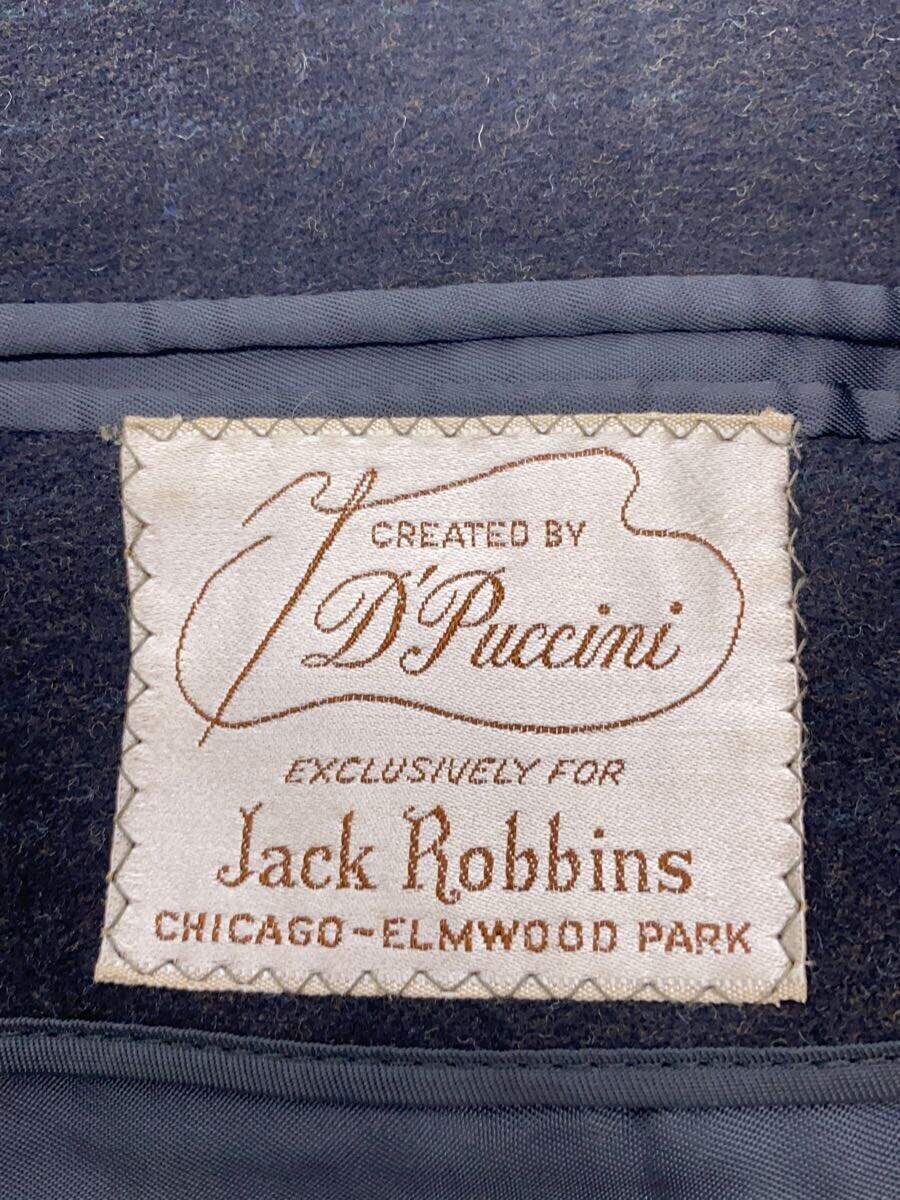 CREATED BY
D'Puccini
EXCLUSIVELY FOR
Jack Robbins
CHICAGO-ELMWOOD PARK